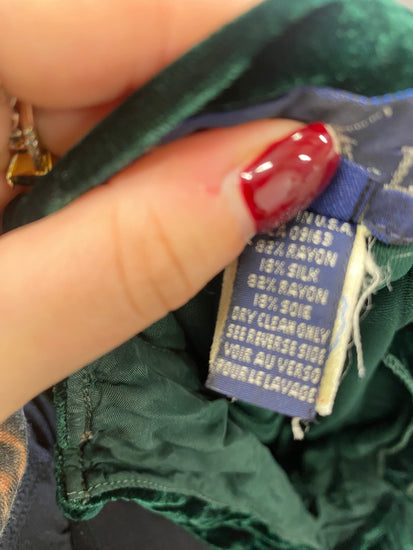 N U.S.A
09163
82% RAYON
18% SILK
82% RAYON
18% SOIE
DRY CLEAN ONLY
SEE REVERSE SIDE
VOIR AU VERSO
POUR LE LAVAGE